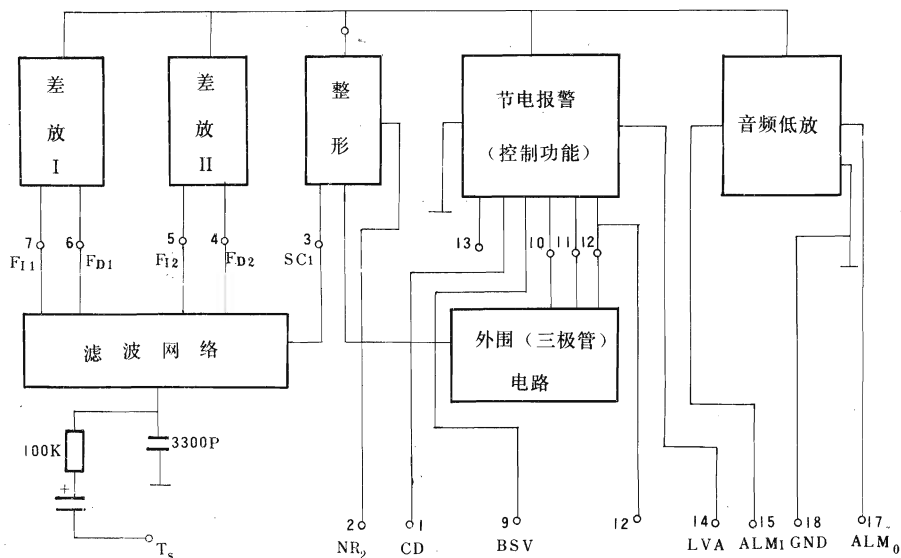 差放 I
差放 II
整形
节电报警
（控制功能）
音频低放
7
6
5
4
3
13
10
11
12
FI1
FD1
FI2
FD2
SC1
滤波网络
外围（三极管）
电路
100K
3300P
+
Ts
2
1
9
12
14
15
18
17
NR2
CD
BSV
LVA
ALM1
GND
ALM0